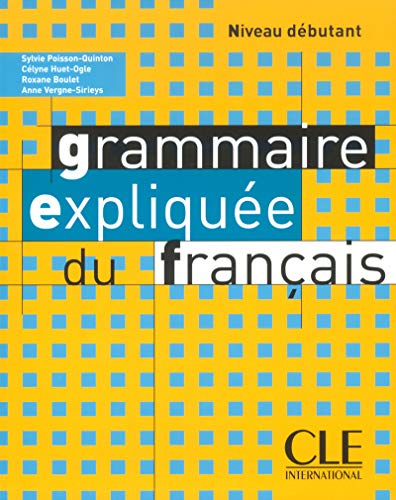 Niveau débutant
Sylvie Poisson-Quinton
Célyne Huet-Ogle
Roxane Boulet
Anne Vergne-Sirieys
grammaire
expliquée
du français
CLE
INTERNATIONAL